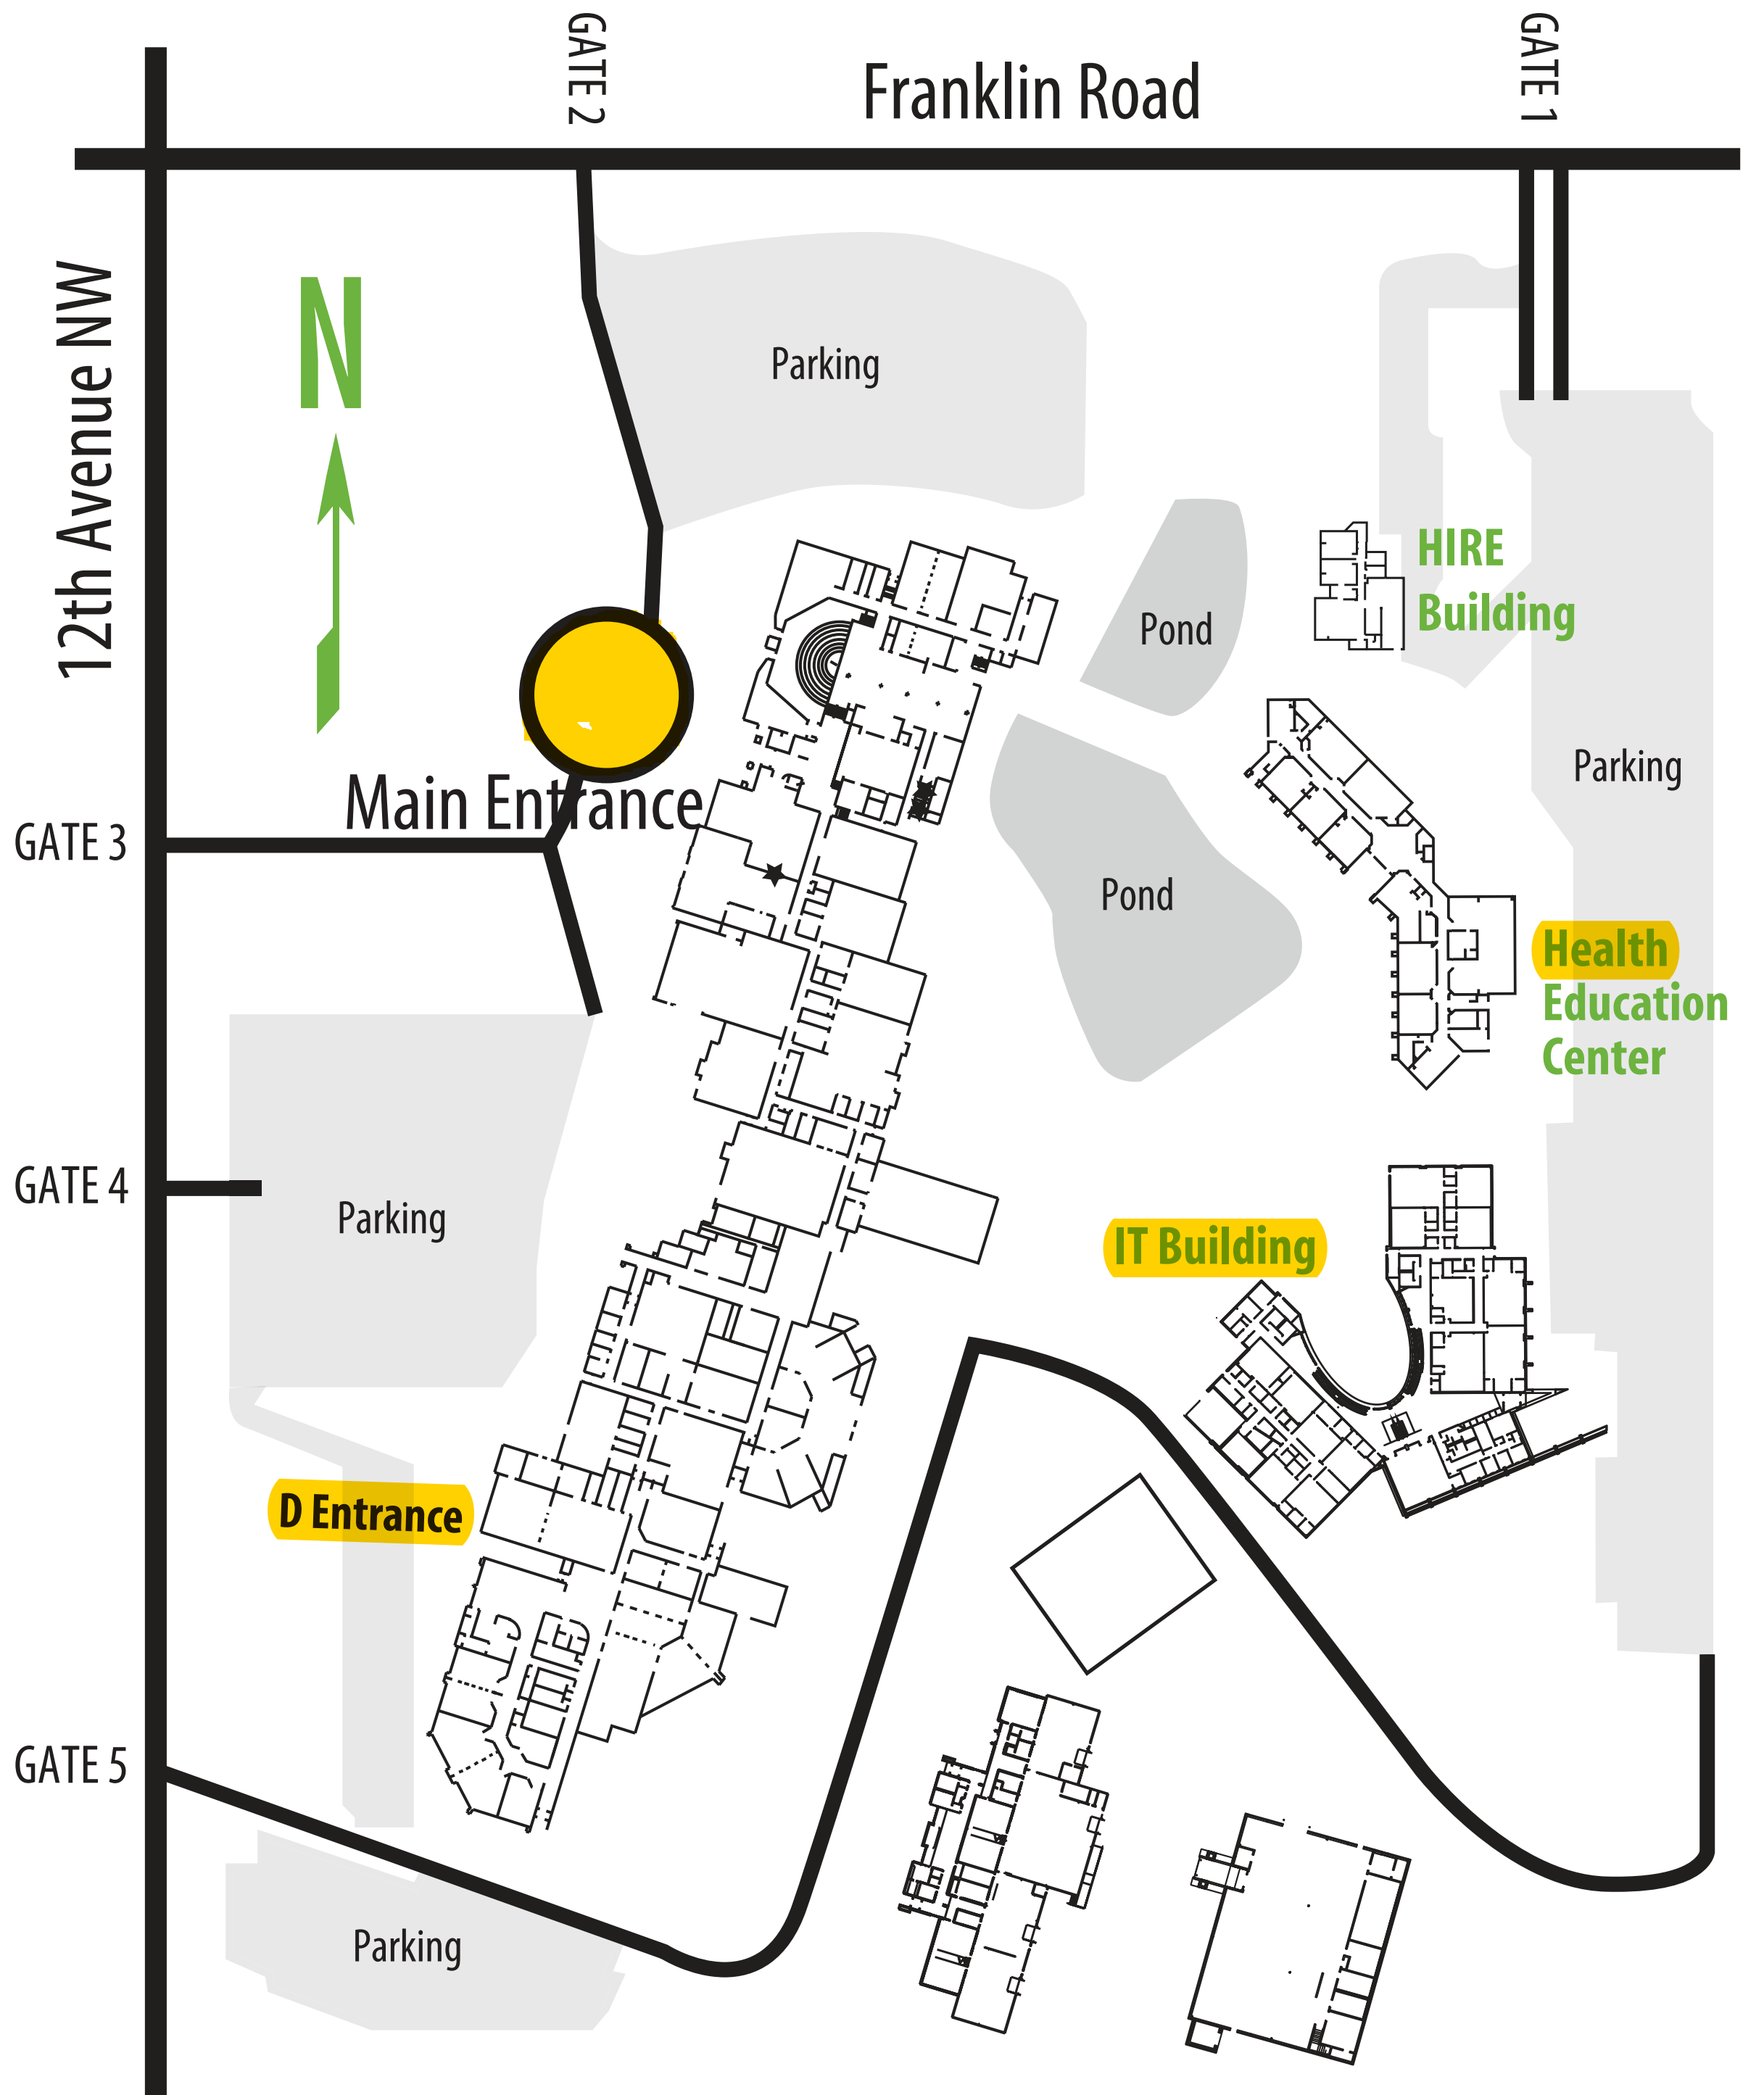 GATE 2
GATE 1
Franklin Road
12th Avenue NW
N
Parking
HIRE
Building
Pond
Parking
Main Entrance
GATE 3
Pond
Health
Education
Center
GATE 4
Parking
IT Building
D Entrance
GATE 5
Parking